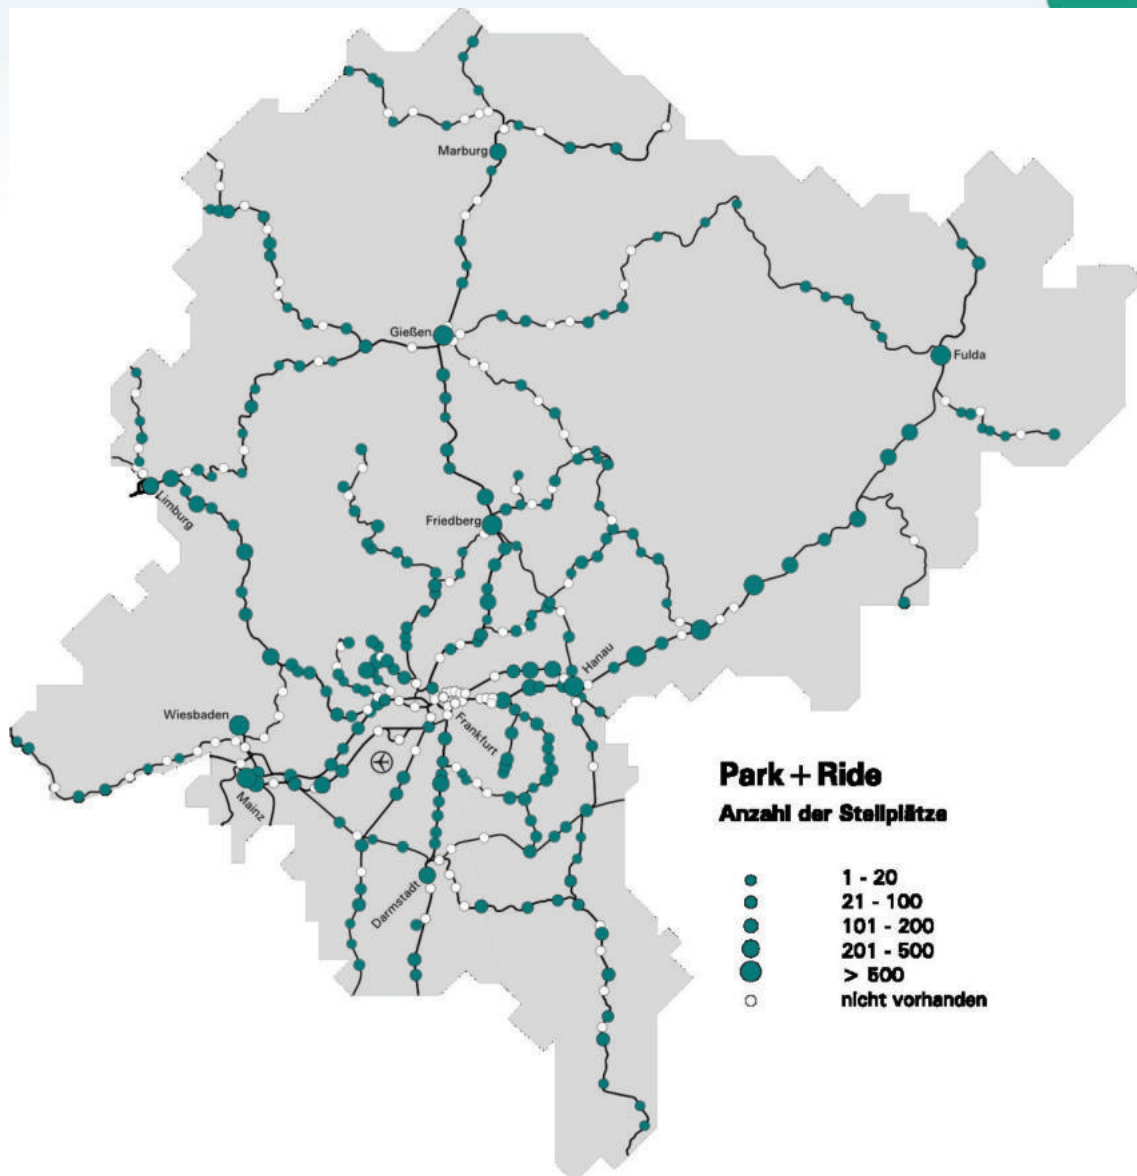 Marburg
Gießen
Fulda
Limburg
Friedberg
Hanau
Wiesbaden
Frankfurt
Mainz
Darmstadt
Park + Ride
Anzahl der Stellplätze
1 - 20
21 - 100
101 - 200
201 - 500
> 500
nicht vorhanden